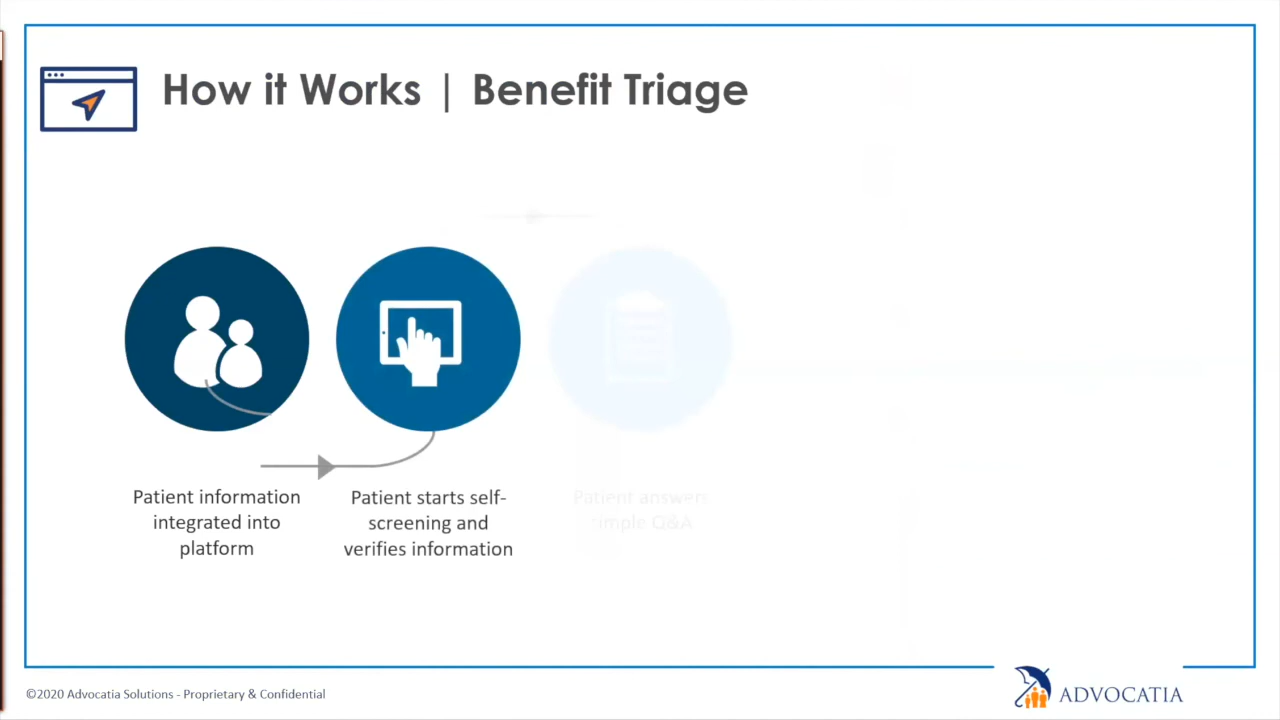 How it Works | Benefit Triage
Patient information
integrated into
platform
Patient starts self-
screening and
verifies information
Patient answers
simple Q&A
©2020 Advocatia Solutions - Proprietary & Confidential
ADVOCATIA